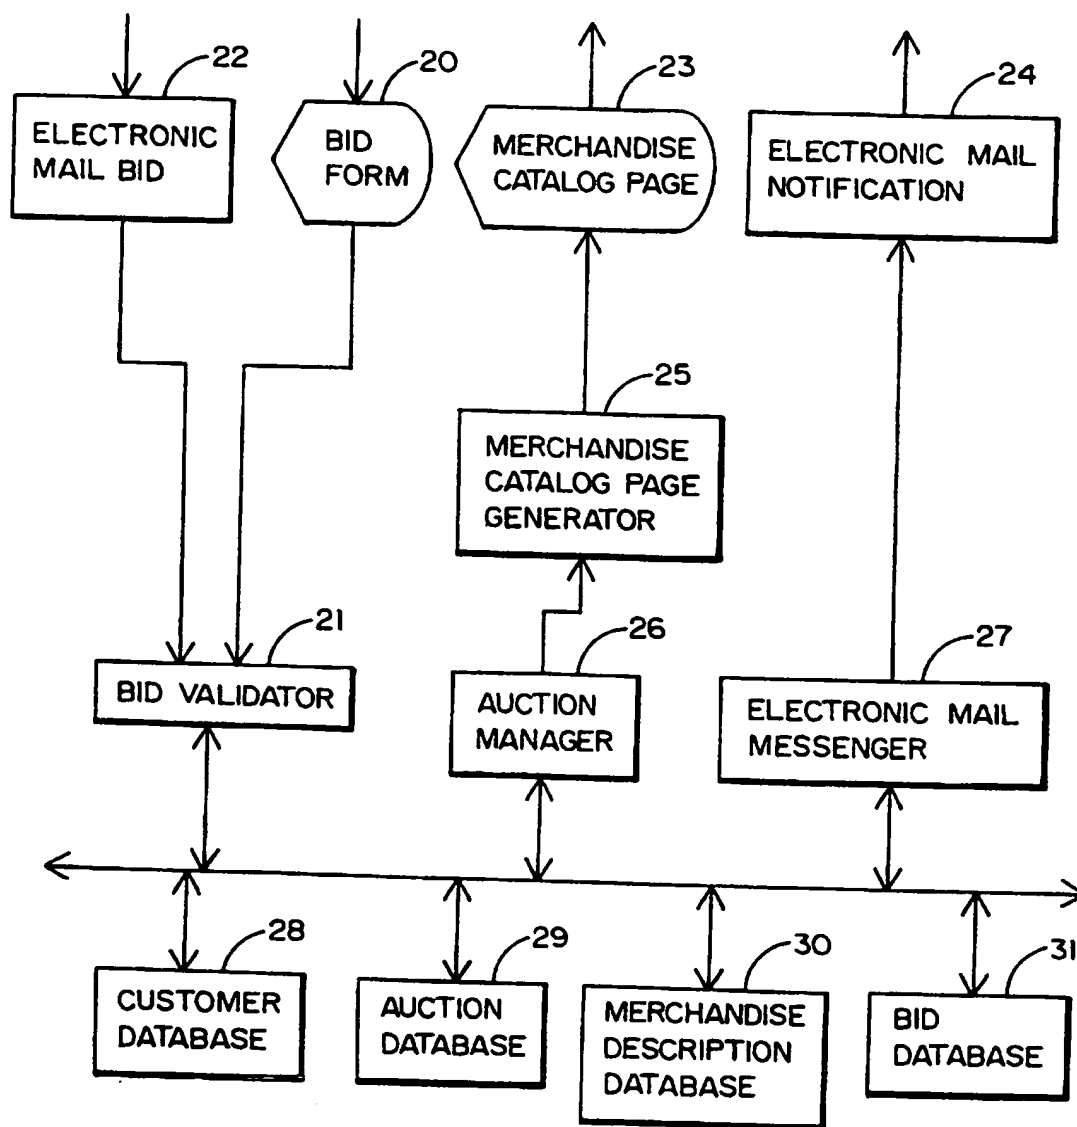 22
20
23
24
ELECTRONIC
MAIL BID
BID
FORM
MERCHANDISE
CATALOG PAGE
ELECTRONIC MAIL
NOTIFICATION
25
MERCHANDISE
CATALOG PAGE
GENERATOR
21
26
27
BID VALIDATOR
AUCTION
MANAGER
ELECTRONIC MAIL
MESSENGER
28
29
30
31
CUSTOMER
DATABASE
AUCTION
DATABASE
MERCHANDISE
DESCRIPTION
DATABASE
BID
DATABASE